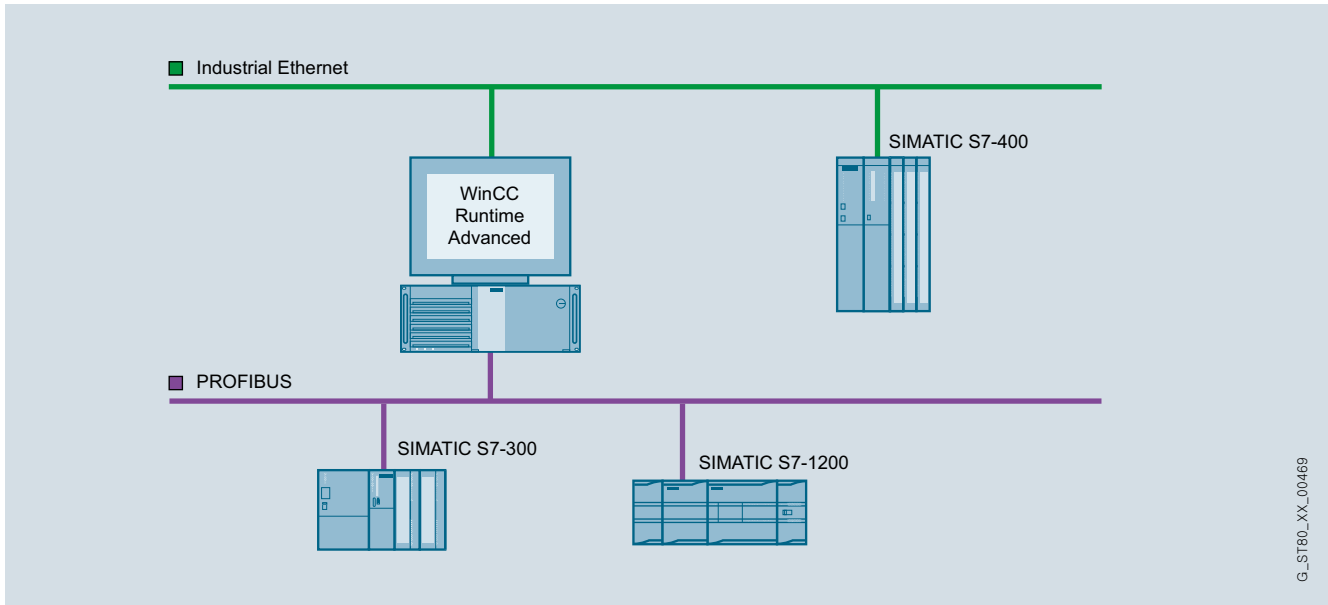 Industrial Ethernet
SIMATIC S7-400
WinCC
Runtime
Advanced
PROFIBUS
SIMATIC S7-300
SIMATIC S7-1200
G_ST80_XX_00469